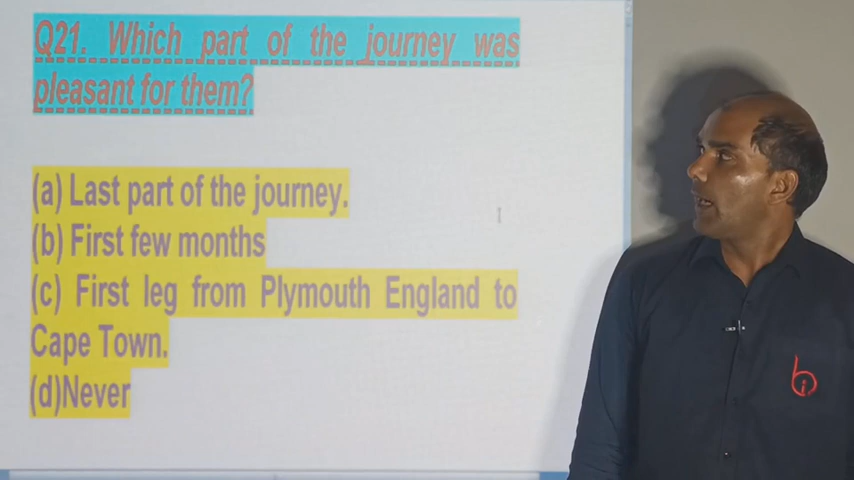 Q21. Which part of the journey was
pleasant for them?
(a) Last part of the journey.
(b) First few months
(c) First leg from Plymouth England to
Cape Town.
(d)Never